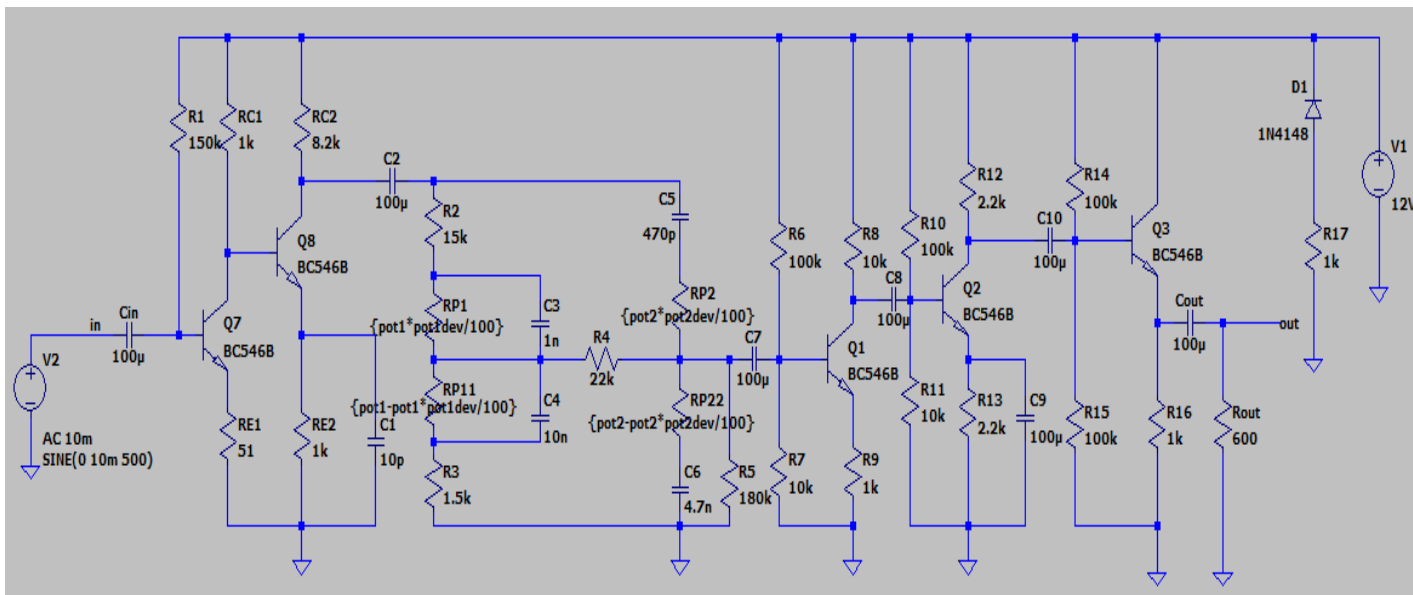 R1
150k
RC1
1k
RC2
8.2k
C2
100µ
R2
15k
C5
470p
Q8
BC546B
in
Cin
100µ
Q7
BC546B
V2
AC 10m
SINE(0 10m 500)
RE1
51
RE2
1k
C1
10p
RP1
{pot1*pot1dev/100}
C3
1n
RP11
{pot1-pot1*pot1dev/100}
C4
10n
R3
1.5k
R4
22k
RP2
{pot2*pot2dev/100}
RP22
{pot2-pot2*pot2dev/100}
C6
4.7n
R5
180k
C7
100µ
R6
100k
R7
10k
R8
10k
Q1
BC546B
R9
1k
C8
100µ
R10
100k
R11
10k
R12
2.2k
Q2
BC546B
R13
2.2k
C9
100µ
C10
100µ
R14
100k
R15
100k
Q3
BC546B
R16
1k
Cout
100µ
out
Rout
600
D1
1N4148
R17
1k
V1
12V